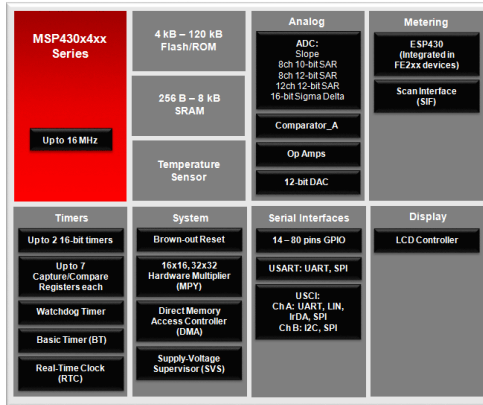 MSP430x4xx
Series
Up to 16 MHz
4 kB – 120 kB
Flash/ROM
256 B – 8 kB
SRAM
Temperature
Sensor
Analog
ADC:
Slope
8ch 10-bit SAR
8ch 12-bit SAR
12ch 12-bit SAR
16-bit Sigma Delta
Comparator_A
Op Amps
12-bit DAC
Metering
ESP430
(Integrated in
FE2xx devices)
Scan Interface
(SIF)
Timers
Up to 2 16-bit timers
Up to 7
Capture/Compare
Registers each
Watchdog Timer
Basic Timer (BT)
Real-Time Clock
(RTC)
System
Brown-out Reset
16x16, 32x32
Hardware Multiplier
(MPY)
Direct Memory
Access Controller
(DMA)
Supply-Voltage
Supervisor (SVS)
Serial Interfaces
14 – 80 pins GPIO
USART: UART, SPI
USCI:
Ch A: UART, LIN,
IrDA, SPI
Ch B: I2C, SPI
Display
LCD Controller